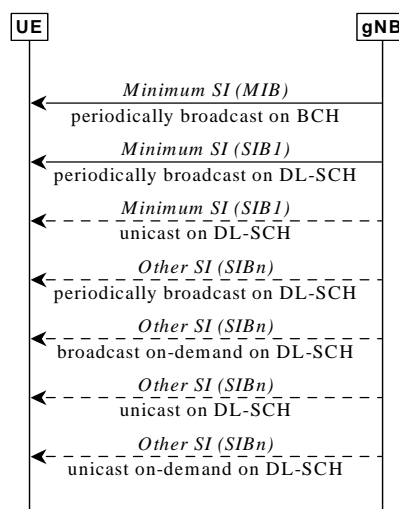 UE gNB
Minimum SI (MIB)
periodically broadcast on BCH
Minimum SI (SIB1)
periodically broadcast on DL-SCH
Minimum SI (SIB1)
unicast on DL-SCH
Other SI (SIBn)
periodically broadcast on DL-SCH
Other SI (SIBn)
broadcast on-demand on DL-SCH
Other SI (SIBn)
unicast on DL-SCH
Other SI (SIBn)
unicast on-demand on DL-SCH